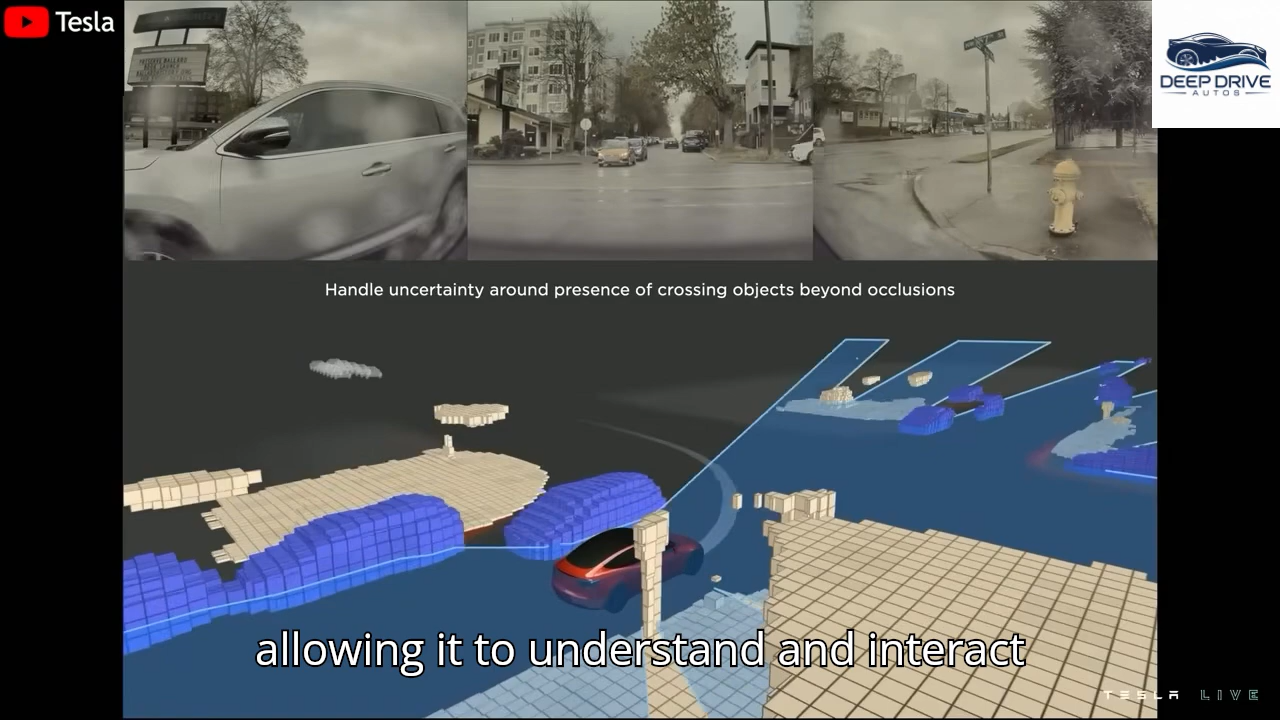 Tesla
DEEP DRIVE
AUTOS
Handle uncertainty around presence of crossing objects beyond occlusions
allowing it to understand and interact
TESLA LIVE